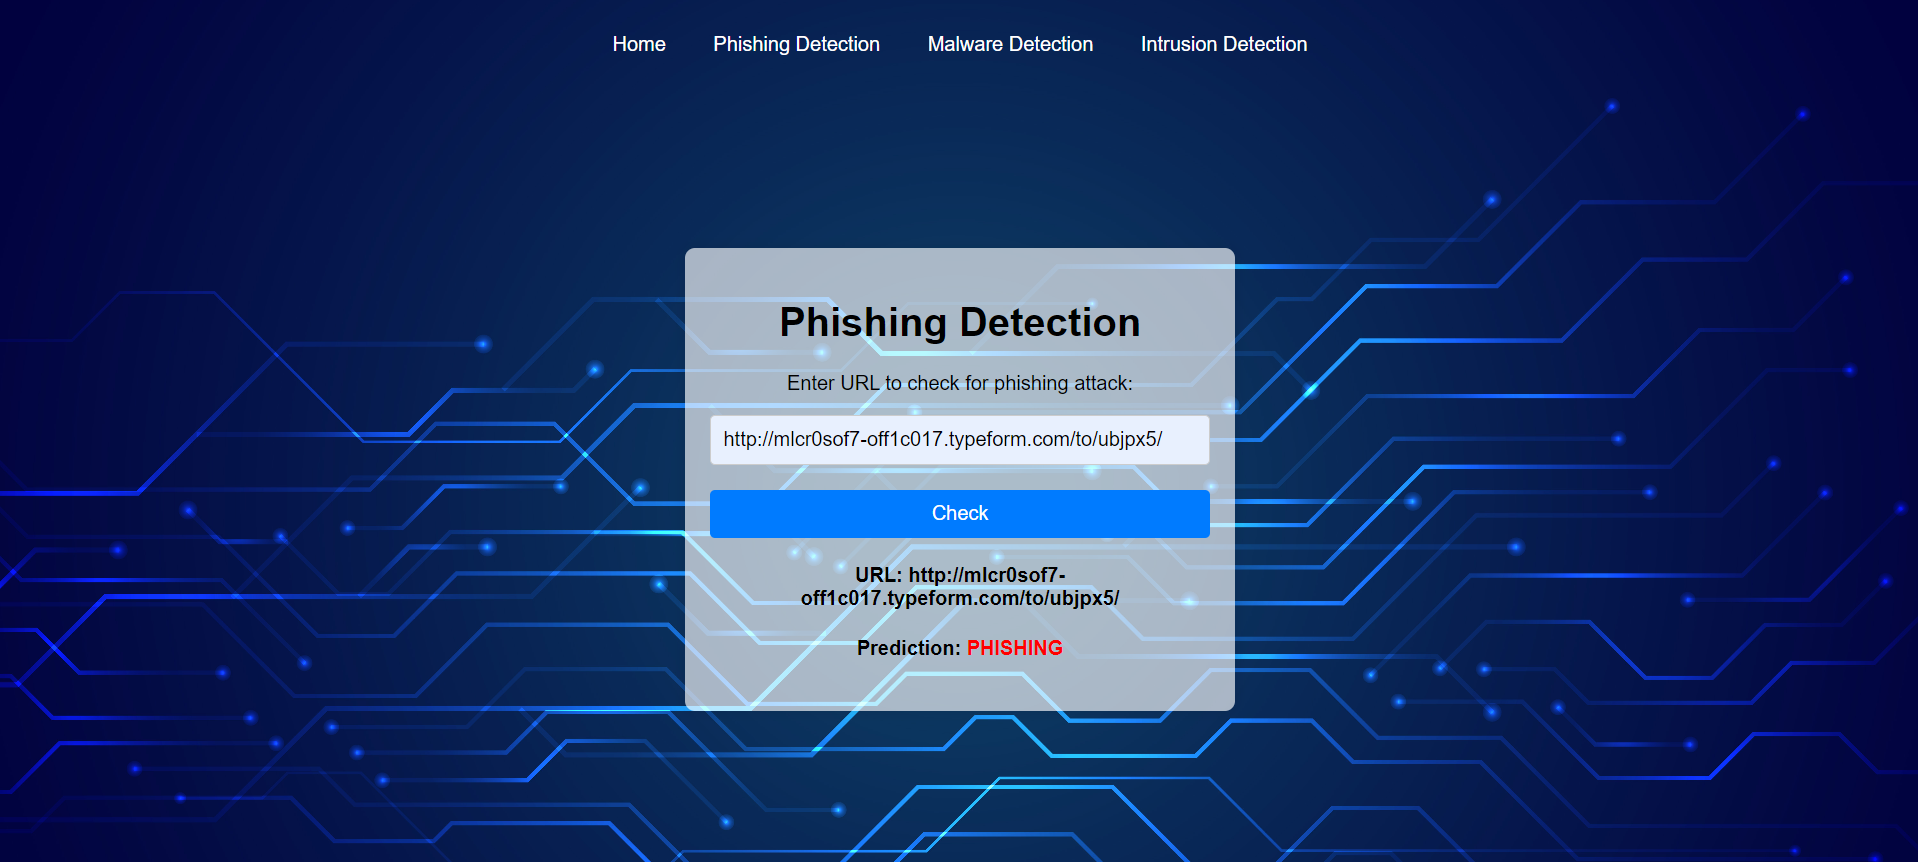 Home Phishing Detection Malware Detection Intrusion Detection
Phishing Detection
Enter URL to check for phishing attack:
http://mlcr0sof7-off1c017.typeform.com/to/ubjpx5/
Check
URL: http://mlcr0sof7-
off1c017.typeform.com/to/ubjpx5/
Prediction: PHISHING